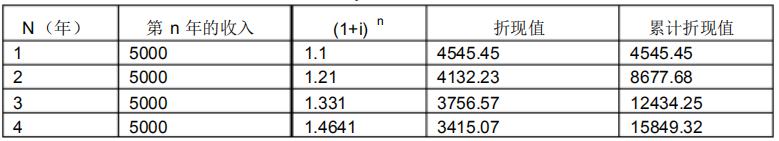 N（年） 第 n 年的收入 (1+i) n 折现值 累计折现值
1 5000 1.1 4545.45 4545.45
2 5000 1.21 4132.23 8677.68
3 5000 1.331 3756.57 12434.25
4 5000 1.4641 3415.07 15849.32